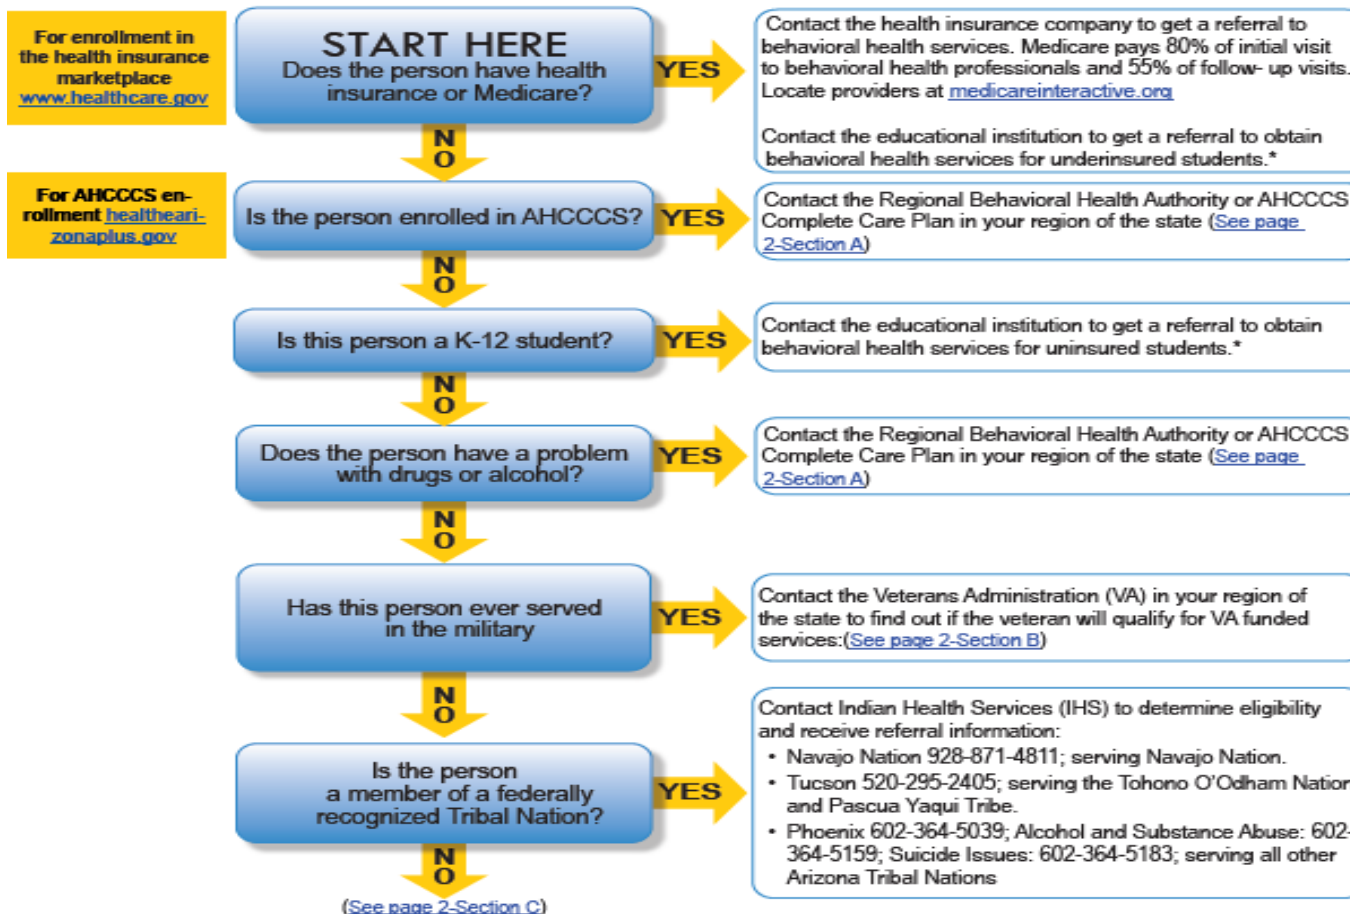 For enrollment in
the health insurance
marketplace
www.healthcare.gov
START HERE
Does the person have health
insurance or Medicare?
YES
Contact the health insurance company to get a referral to
behavioral health services. Medicare pays 80% of initial visit
to behavioral health professionals and 55% of follow- up visits.
Locate providers at medicareinteractive.org
Contact the educational institution to get a referral to obtain
behavioral health services for underinsured students.*
NO
For AHCCCS en-
rollment healtheari-
zonaplus.gov
Is the person enrolled in AHCCCS?
YES
Contact the Regional Behavioral Health Authority or AHCCCS
Complete Care Plan in your region of the state (See page
2-Section A)
NO
Is this person a K-12 student?
YES
Contact the educational institution to get a referral to obtain
behavioral health services for uninsured students.*
NO
Does the person have a problem
with drugs or alcohol?
YES
Contact the Regional Behavioral Health Authority or AHCCCS
Complete Care Plan in your region of the state (See page
2-Section A)
NO
Has this person ever served
in the military
YES
Contact the Veterans Administration (VA) in your region of
the state to find out if the veteran will qualify for VA funded
services:(See page 2-Section B)
NO
Is the person
a member of a federally
recognized Tribal Nation?
YES
Contact Indian Health Services (IHS) to determine eligibility
and receive referral information:
• Navajo Nation 928-871-4811; serving Navajo Nation.
• Tucson 520-295-2405; serving the Tohono O'Odham Nation
and Pascua Yaqui Tribe.
• Phoenix 602-364-5039; Alcohol and Substance Abuse: 602-
364-5159; Suicide Issues: 602-364-5183; serving all other
Arizona Tribal Nations
NO
(See page 2-Section C)